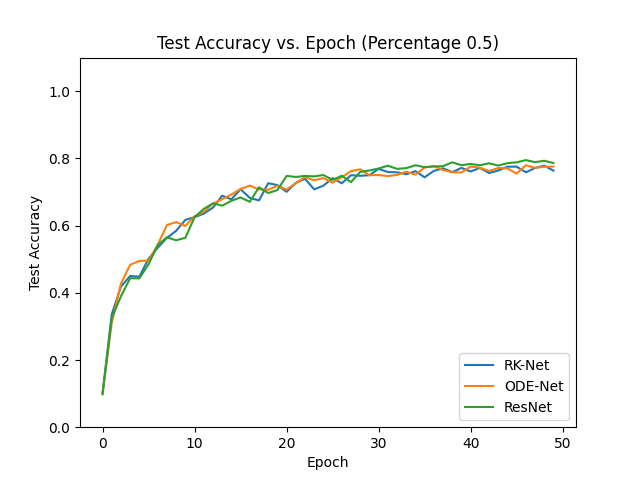 Test Accuracy vs. Epoch (Percentage 0.5)
Test Accuracy
1.0
0.8
0.6
0.4
0.2
0.0
0 10 20 30 40 50
Epoch
RK-Net
ODE-Net
ResNet